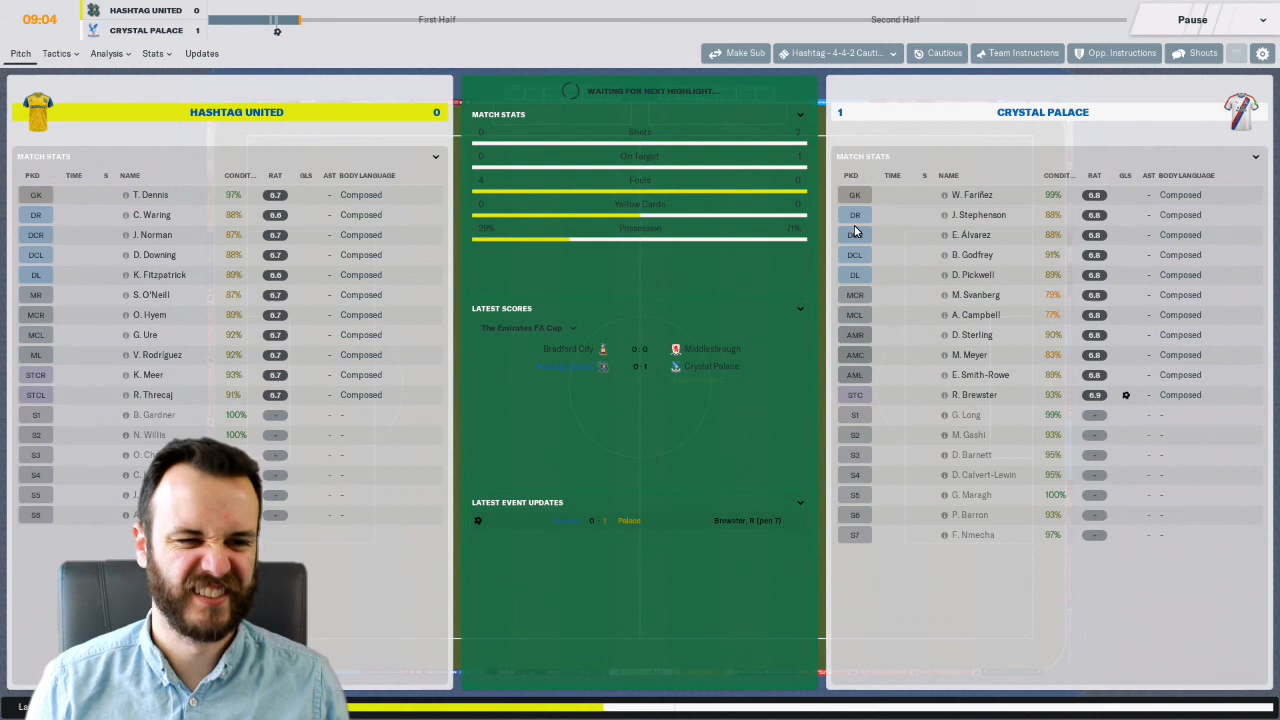 09:04
HASHTAG UNITED 0
CRYSTAL PALACE 1
First Half
Second Half
Pause
Pitch
Tactics
Analysis
Stats
Updates
Make Sub
Hashtag - 4-4-2 Cauti...
Cautious
Team Instructions
Opp. Instructions
Shouts
HASHTAG UNITED 0
MATCH STATS
PKD TIME NAME CONDIT... RAT GLS AST BODY LANGUAGE
GK T. Dennis 97% 6.7 - Composed
DR C. Waring 88% 6.6 - Composed
DCR J. Norman 87% 6.7 - Composed
DCL D. Downing 88% 6.7 - Composed
DL K. Fitzpatrick 89% 6.6 - Composed
MR S. O'Neill 87% 6.7 - Composed
MCR O. Hyem 89% 6.7 - Composed
MCL G. Ure 92% 6.7 - Composed
ML V. Rodríguez 92% 6.7 - Composed
STCR K. Meer 93% 6.7 - Composed
STCL R. Threcaj 91% 6.7 - Composed
S1 B. Gardner 100% - - -
S2 N. Willis 100% - - -
S3
S4
S5
S6
WAITING FOR NEXT HIGHLIGHT...
MATCH STATS
0 Shots 2
0 On Target 1
4 Fouls 0
0 Yellow Cards 0
29% Possession 71%
LATEST SCORES
The Emirates FA Cup
Bradford City 0 : 0 Middlesbrough
0 : 1 Crystal Palace
LATEST EVENT UPDATES
0 - 1 Palace Brewster, R (pen 7)
1 CRYSTAL PALACE
MATCH STATS
PKD TIME S NAME CONDIT... RAT GLS AST BODY LANGUAGE
GK W. Fariñez 99% 6.8 - Composed
DR J. Stephenson 88% 6.8 - Composed
E. Álvarez 88% 6.8 - Composed
DCL B. Godfrey 91% 6.8 - Composed
DL D. Pickwell 89% 6.8 - Composed
MCR M. Svanberg 79% 6.8 - Composed
MCL A. Campbell 77% 6.8 - Composed
AMR D. Sterling 90% 6.8 - Composed
AMC M. Meyer 83% 6.8 - Composed
AML E. Smith-Rowe 89% 6.8 - Composed
STC R. Brewster 93% 6.9 - Composed
S1 G. Long 99% - - -
S2 M. Gashi 93% - - -
S3 D. Barnett 95% - - -
S4 D. Calvert-Lewin 95% - - -
S5 G. Maragh 100% - - -
S6 P. Barron 93% - - -
S7 F. Nmecha 97% - - -